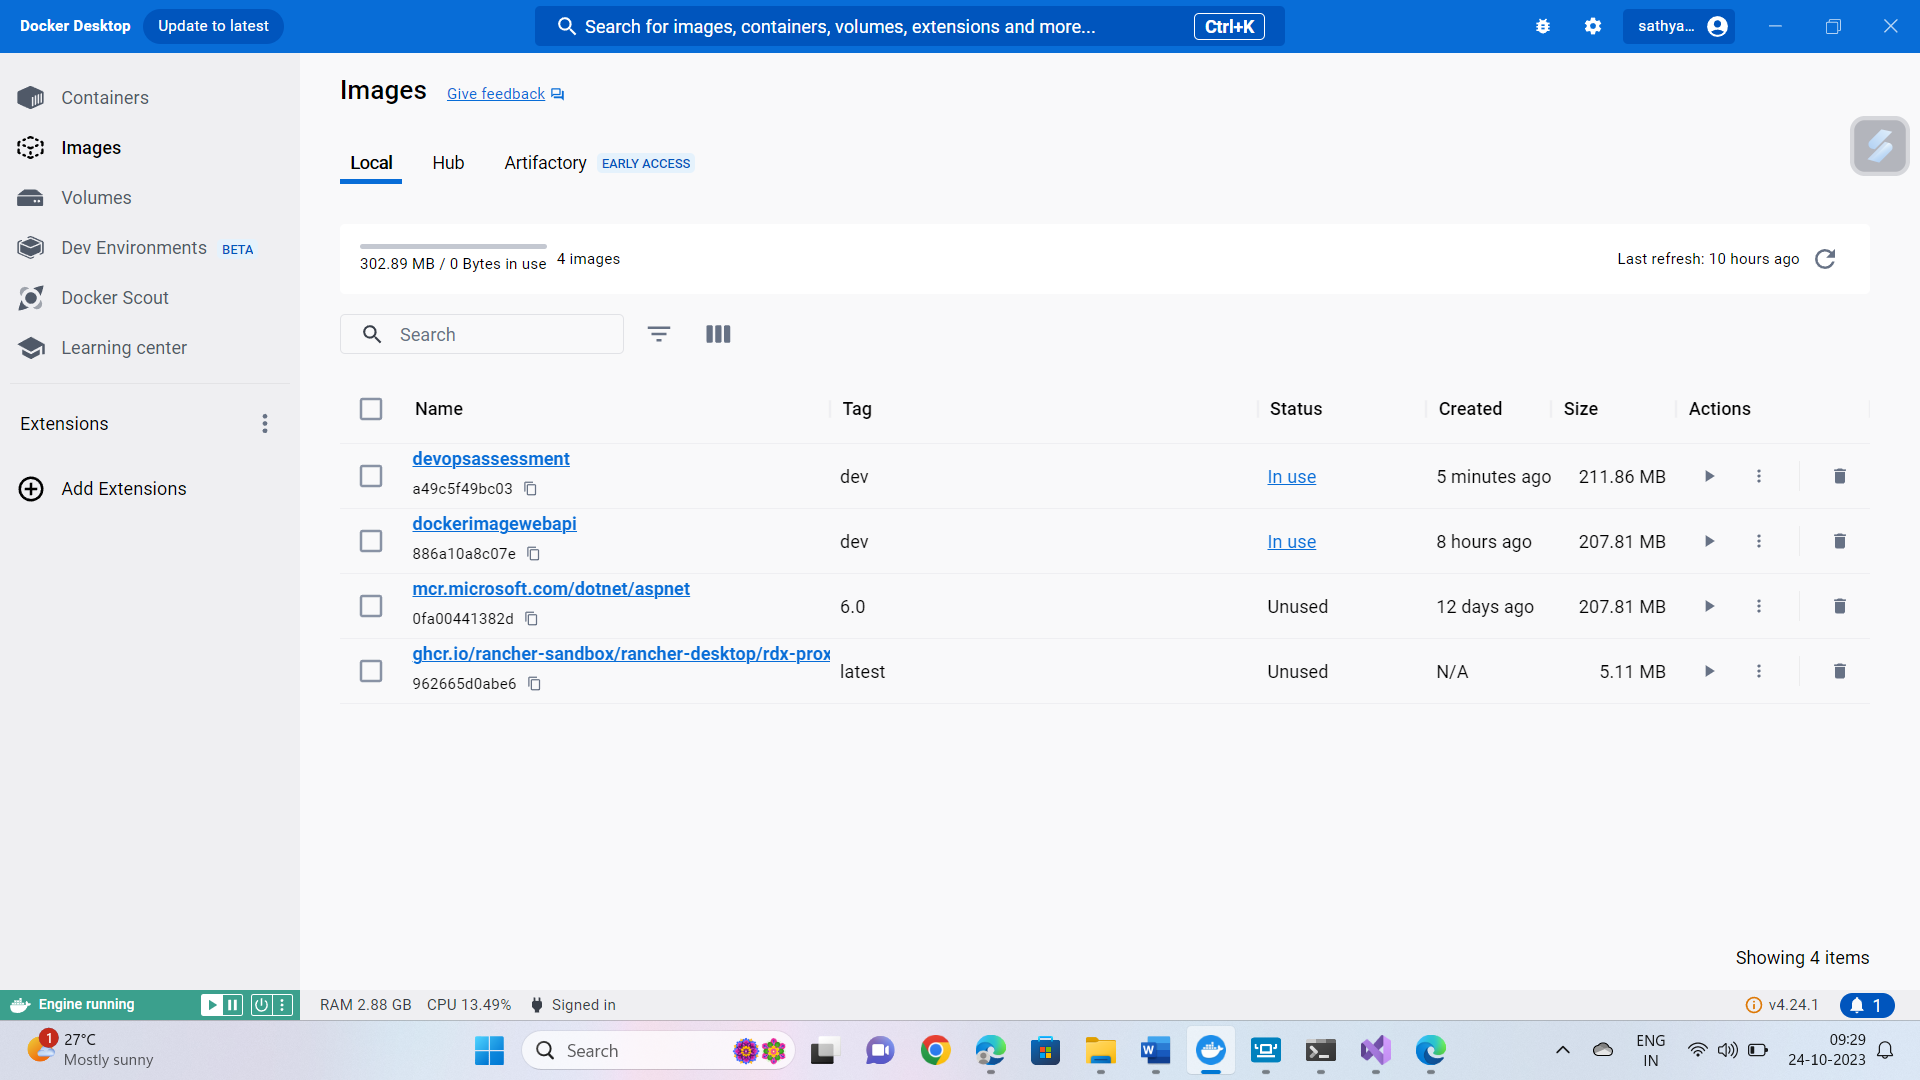 Docker Desktop
Update to latest
Search for images, containers, volumes, extensions and more...
Ctrl+K
sathya...
Containers
Images
Volumes
Dev Environments BETA
Docker Scout
Learning center
Extensions
Add Extensions
Images
Give feedback
Local
Hub
Artifactory EARLY ACCESS
302.89 MB / 0 Bytes in use
4 images
Last refresh: 10 hours ago
Search
Name Tag Status Created Size Actions
devopsassessment
a49c5f49bc03
dev In use 5 minutes ago 211.86 MB
dockerimagewebapi
886a10a8c07e
dev In use 8 hours ago 207.81 MB
mcr.microsoft.com/dotnet/aspnet
0fa00441382d
6.0 Unused 12 days ago 207.81 MB
ghcr.io/rancher-sandbox/rancher-desktop/rdx-prox
962665d0abe6
latest Unused N/A 5.11 MB
Showing 4 items
Engine running
RAM 2.88 GB CPU 13.49% Signed in
v4.24.1
1
1
27°C
Mostly sunny
Search
W
ENG
IN
09:29
24-10-2023